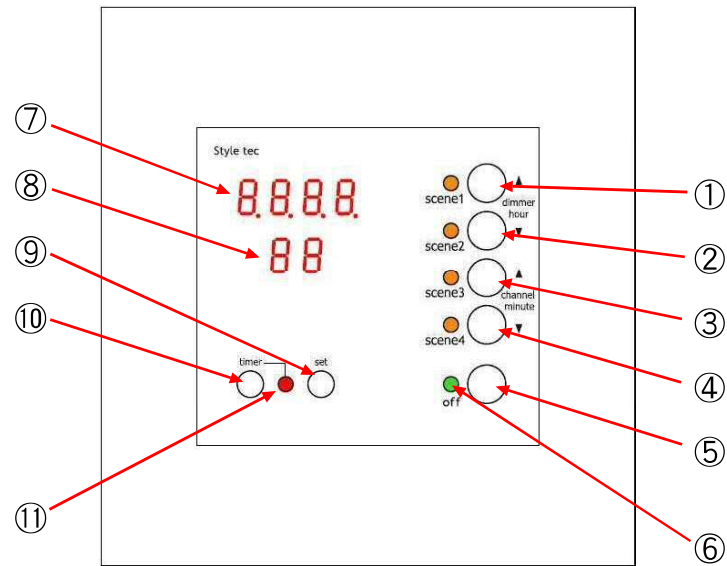 ⑦
Style tec
8.8.8.8.
▲
①
scene1
dimmer
hour
⑧
88
▼
scene2
②
⑨
▲
scene3
channel
minute
③
⑩
▼
scene4
④
timer
set
off
⑤
⑪
⑥